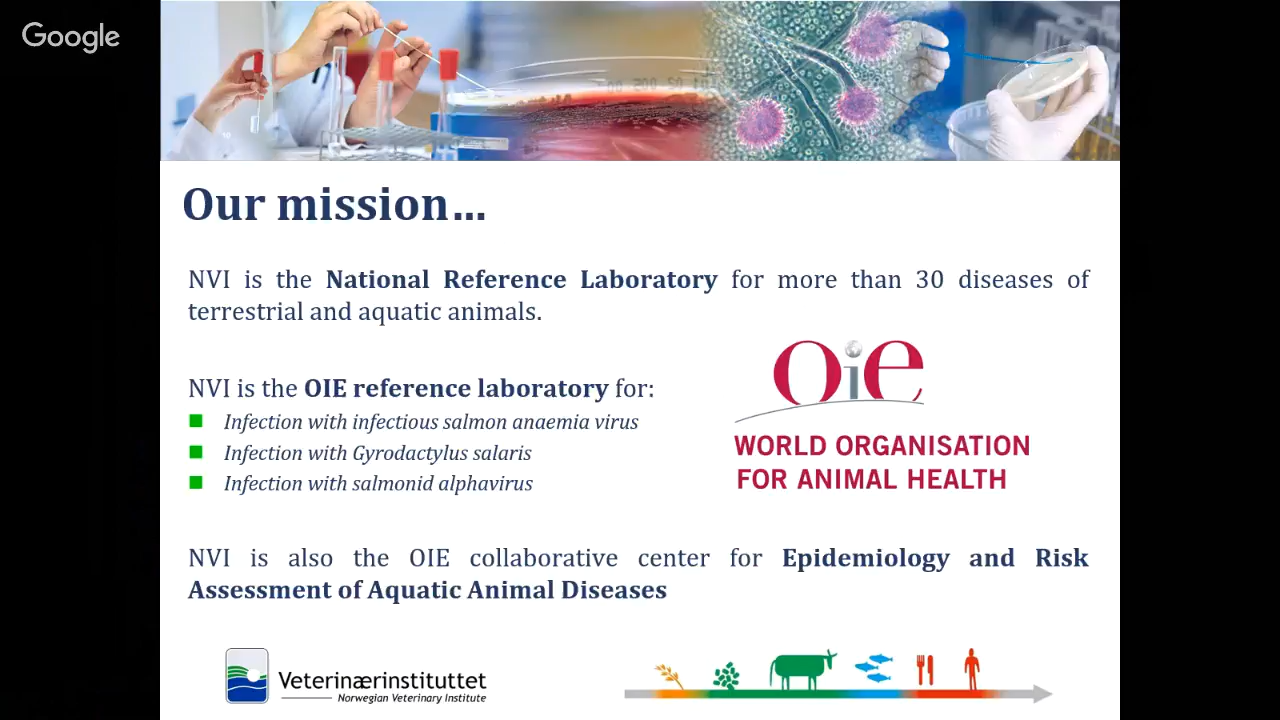 Google
Our mission...
NVI is the National Reference Laboratory for more than 30 diseases of
terrestrial and aquatic animals.
NVI is the OIE reference laboratory for:
Infection with infectious salmon anaemia virus
Infection with Gyrodactylus salaris
Infection with salmonid alphavirus
OiE
WORLD ORGANISATION
FOR ANIMAL HEALTH
NVI is also the OIE collaborative center for Epidemiology and Risk
Assessment of Aquatic Animal Diseases
Veterinærinstituttet
Norwegian Veterinary Institute